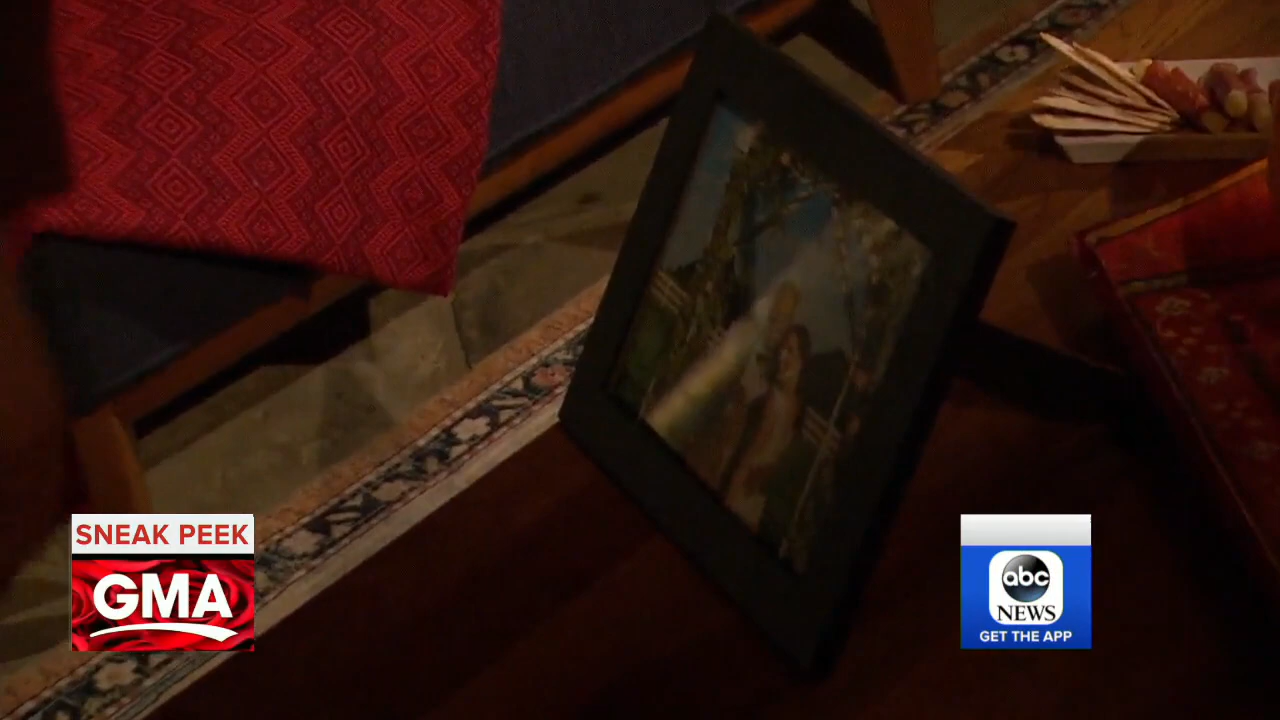 SNEAK PEEK
GMA
abc
NEWS
GET THE APP